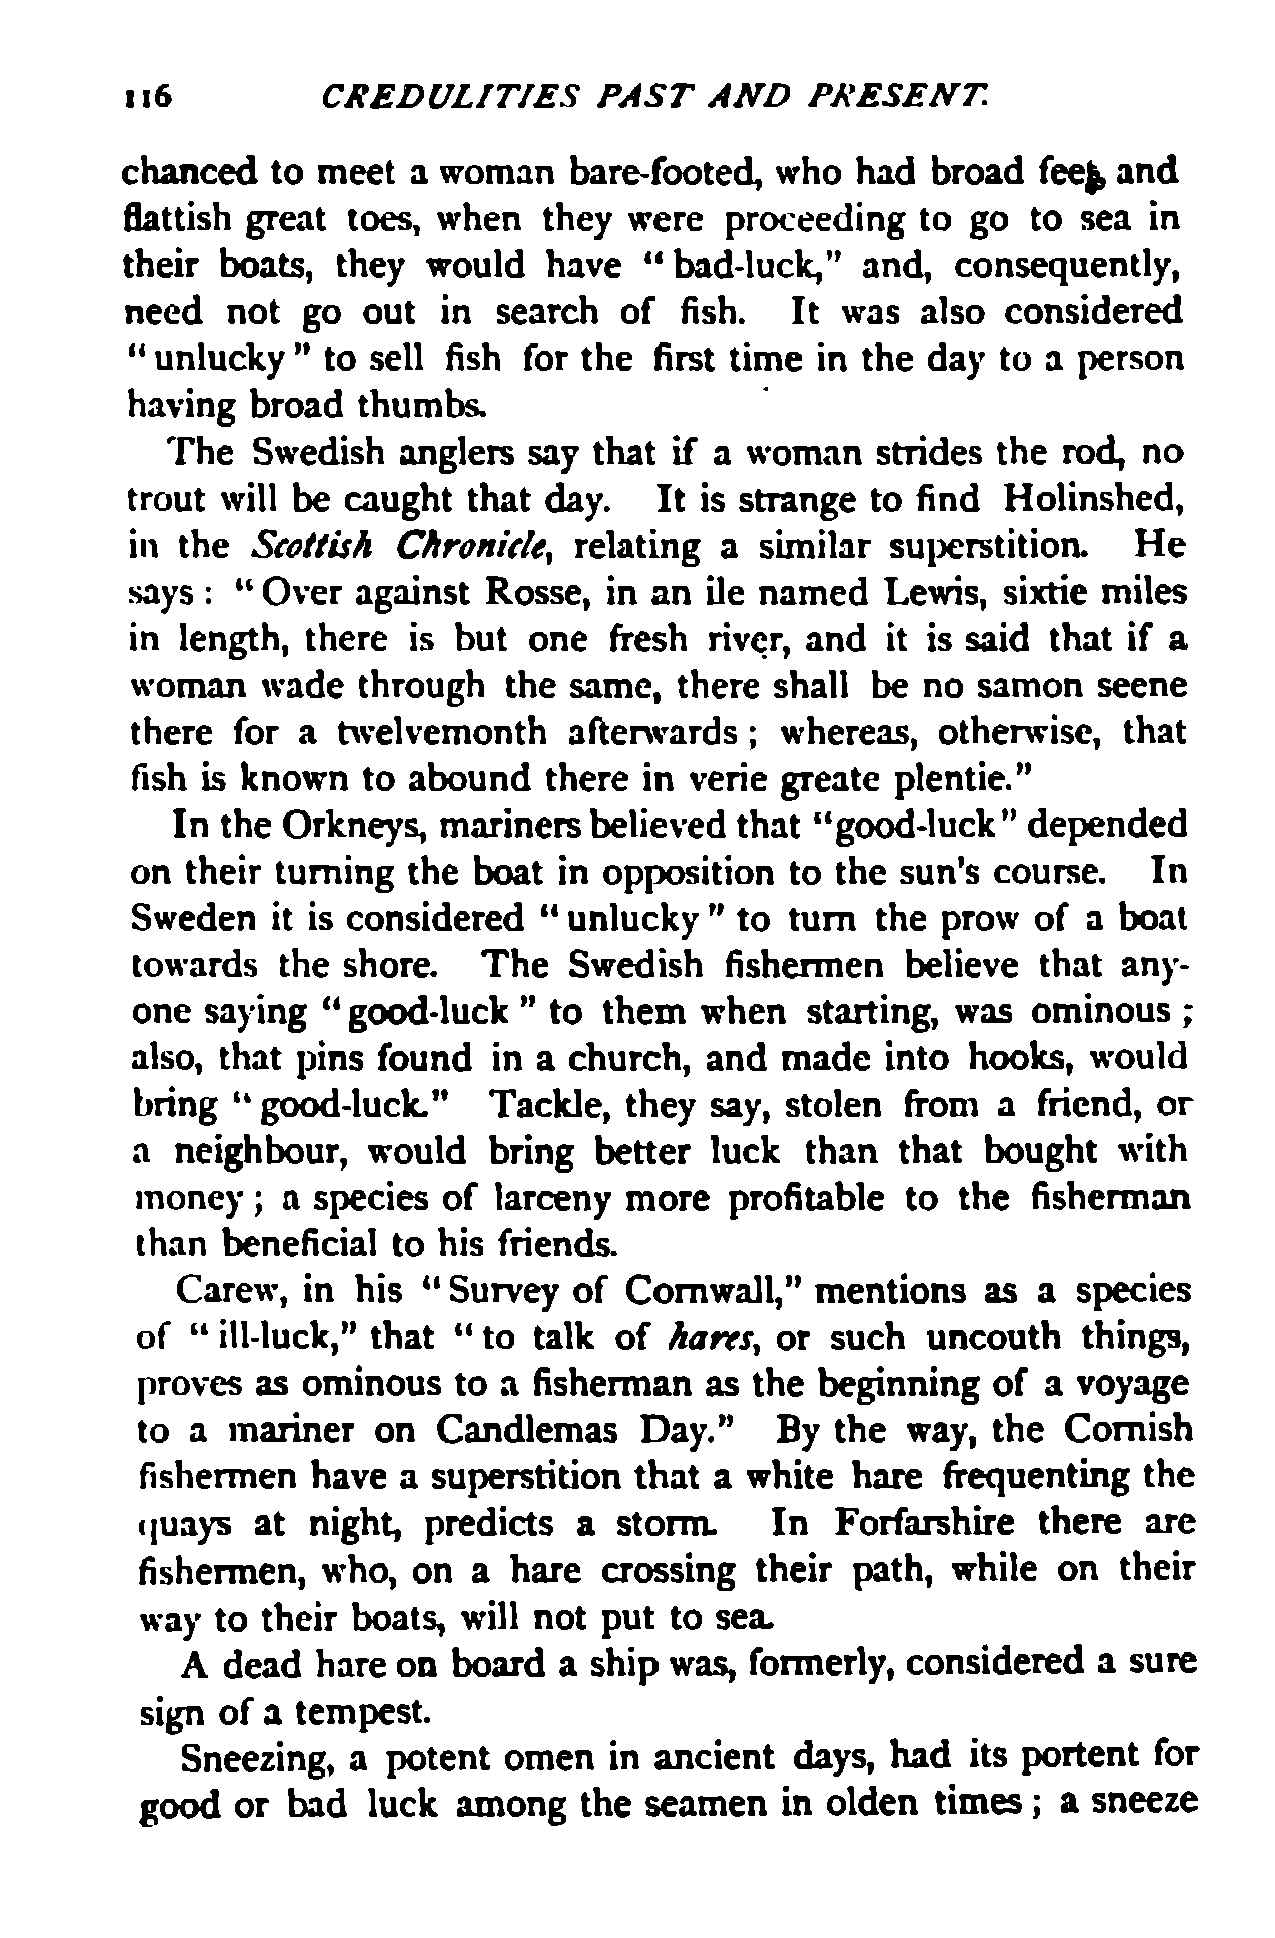 116 CREDULITIES PAST AND PRESENT.
chanced to meet a woman bare-footed, who had broad feet, and
flattish great toes, when they were proceeding to go to sea in
their boats, they would have “bad-luck,” and, consequently,
need not go out in search of fish. It was also considered
“unlucky” to sell fish for the first time in the day to a person
having broad thumbs.
The Swedish anglers say that if a woman strides the rod, no
trout will be caught that day. It is strange to find Holinshed,
in the Scottish Chronicle, relating a similar superstition. He
says: “Over against Rosse, in an ile named Lewis, sixtie miles
in length, there is but one fresh river, and it is said that if a
woman wade through the same, there shall be no samon seene
there for a twelvemonth afterwards; whereas, otherwise, that
fish is known to abound there in verie greate plentie.”
In the Orkneys, mariners believed that “good-luck” depended
on their turning the boat in opposition to the sun's course. In
Sweden it is considered “unlucky” to turn the prow of a boat
towards the shore. The Swedish fishermen believe that any-
one saying “good-luck” to them when starting, was ominous;
also, that pins found in a church, and made into hooks, would
bring “good-luck.” Tackle, they say, stolen from a friend, or
a neighbour, would bring better luck than that bought with
money; a species of larceny more profitable to the fisherman
than beneficial to his friends.
Carew, in his “Survey of Cornwall,” mentions as a species
of “ill-luck,” that “to talk of hares, or such uncouth things,
proves as ominous to a fisherman as the beginning of a voyage
to a mariner on Candlemas Day.” By the way, the Cornish
fishermen have a superstition that a white hare frequenting the
quays at night, predicts a storm. In Forfarshire there are
fishermen, who, on a hare crossing their path, while on their
way to their boats, will not put to sea.
A dead hare on board a ship was, formerly, considered a sure
sign of a tempest.
Sneezing, a potent omen in ancient days, had its portent for
good or bad luck among the seamen in olden times; a sneeze